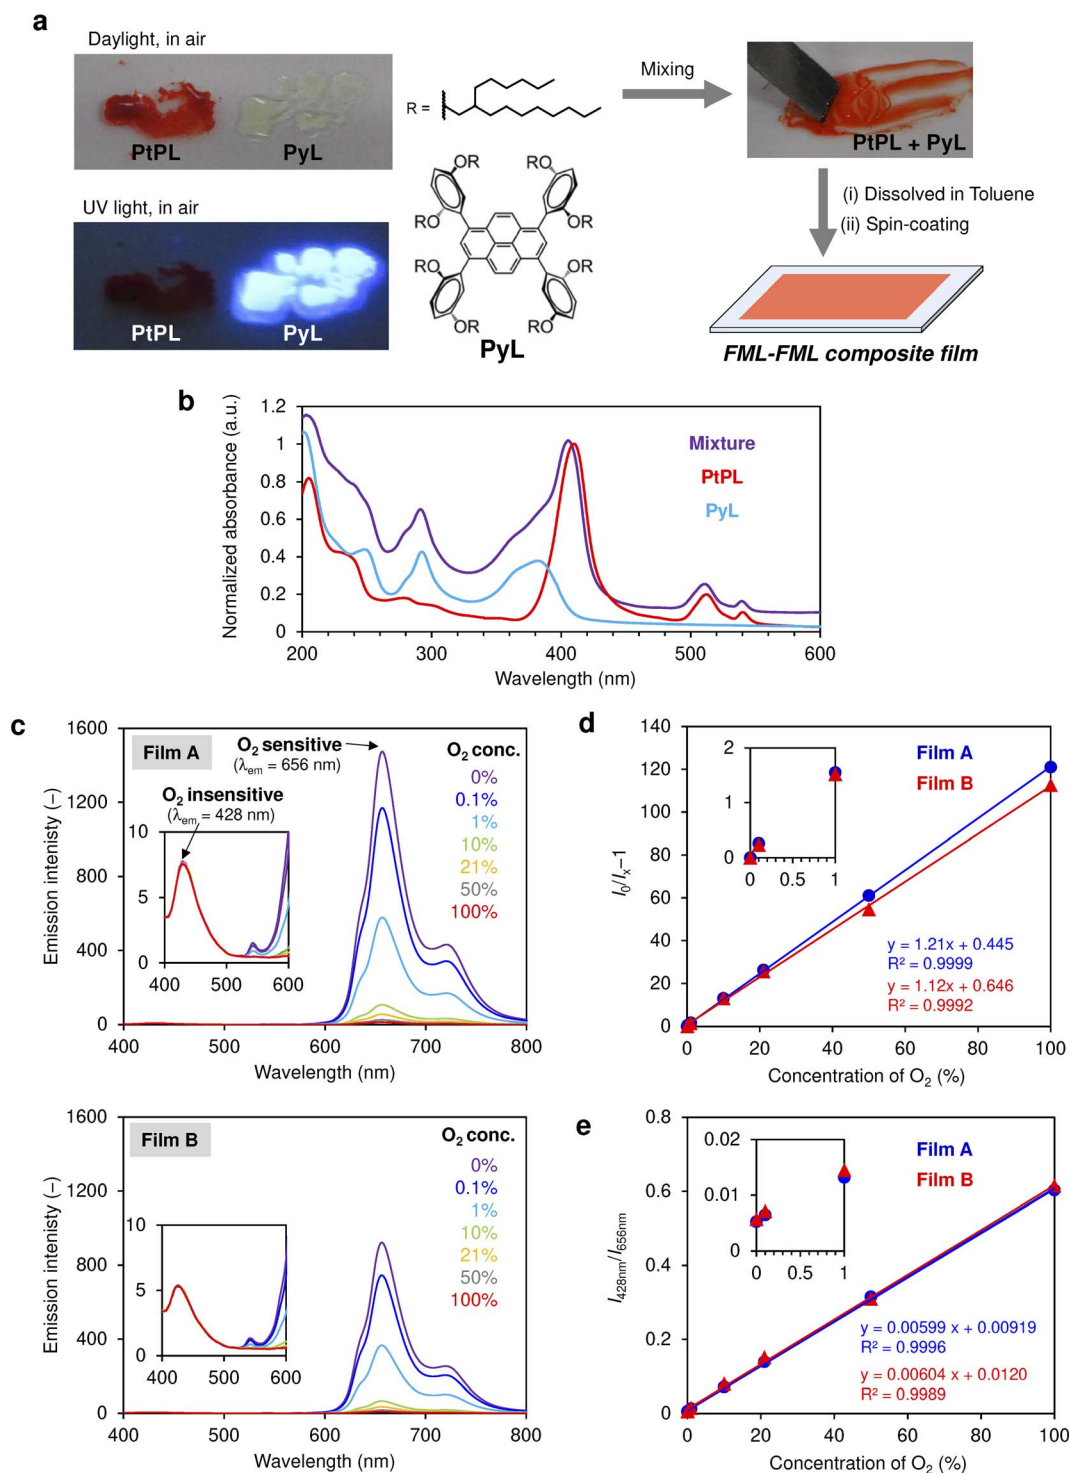 a
Daylight, in air
PtPL
PyL
UV light, in air
PtPL
PyL
R =
OR
RO
OR
RO
OR
RO
OR
RO
PyL
Mixing
PtPL + PyL
(i) Dissolved in Toluene
(ii) Spin-coating
FML-FML composite film
b
Normalized absorbance (a.u.)
1.2
1
0.8
0.6
0.4
0.2
0
200
300
400
500
600
Wavelength (nm)
Mixture
PtPL
PyL
c
Emission intenisty (–)
1600
1200
800
400
0
400
500
600
700
800
Wavelength (nm)
Film A
O₂ sensitive
(λem = 656 nm)
O₂ insensitive
(λem = 428 nm)
10
5
0
400
500
600
O₂ conc.
0%
0.1%
1%
10%
21%
50%
100%
Emission intenisty (–)
1600
1200
800
400
0
400
500
600
700
800
Wavelength (nm)
Film B
10
5
0
400
500
600
O₂ conc.
0%
0.1%
1%
10%
21%
50%
100%
d
I₀/Iₓ–1
140
120
100
80
60
40
20
0
0
20
40
60
80
100
Concentration of O₂ (%)
2
1
0
0
0.5
1
Film A
Film B
y = 1.21x + 0.445
R² = 0.9999
y = 1.12x + 0.646
R² = 0.9992
e
I428nm/I656nm
0.8
0.6
0.4
0.2
0
0
20
40
60
80
100
Concentration of O₂ (%)
0.02
0.01
0
0
0.5
1
Film A
Film B
y = 0.00599 x + 0.00919
R² = 0.9996
y = 0.00604 x + 0.0120
R² = 0.9989